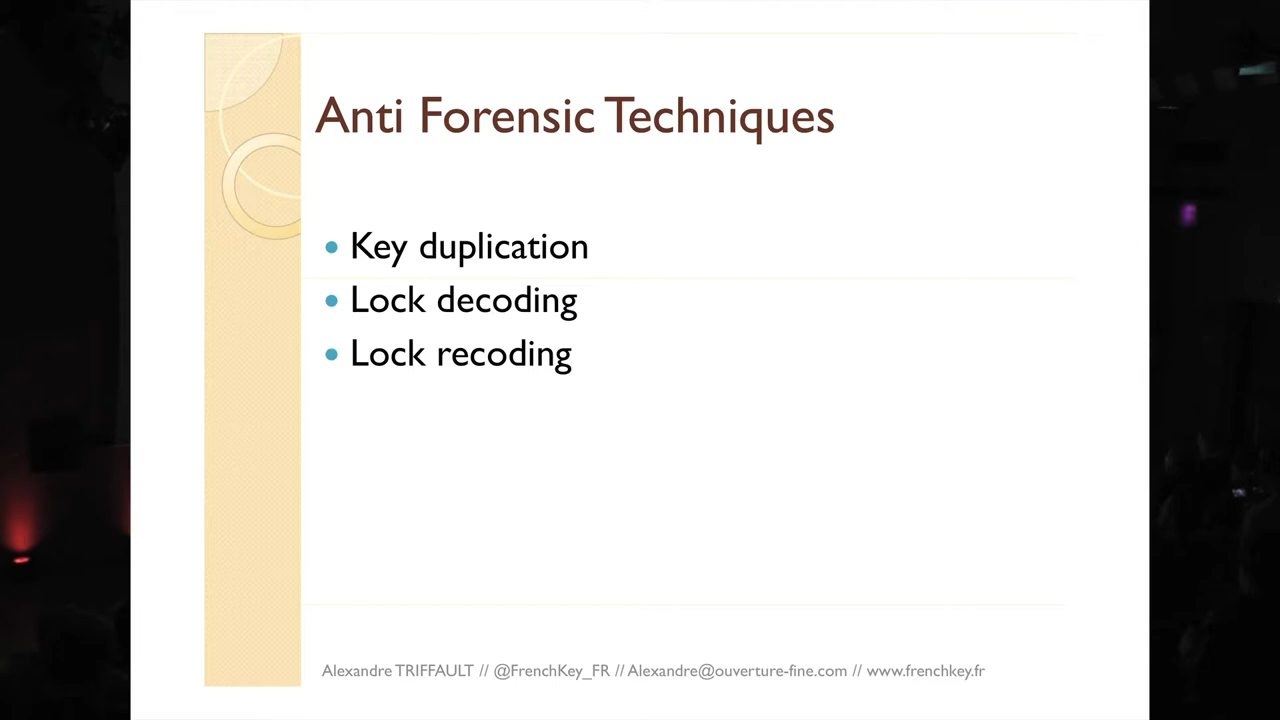 Anti Forensic Techniques
Key duplication
Lock decoding
Lock recoding
Alexandre TRIFFAULT // @FrenchKey_FR // Alexandre@ouverture-fine.com // www.frenchkey.fr